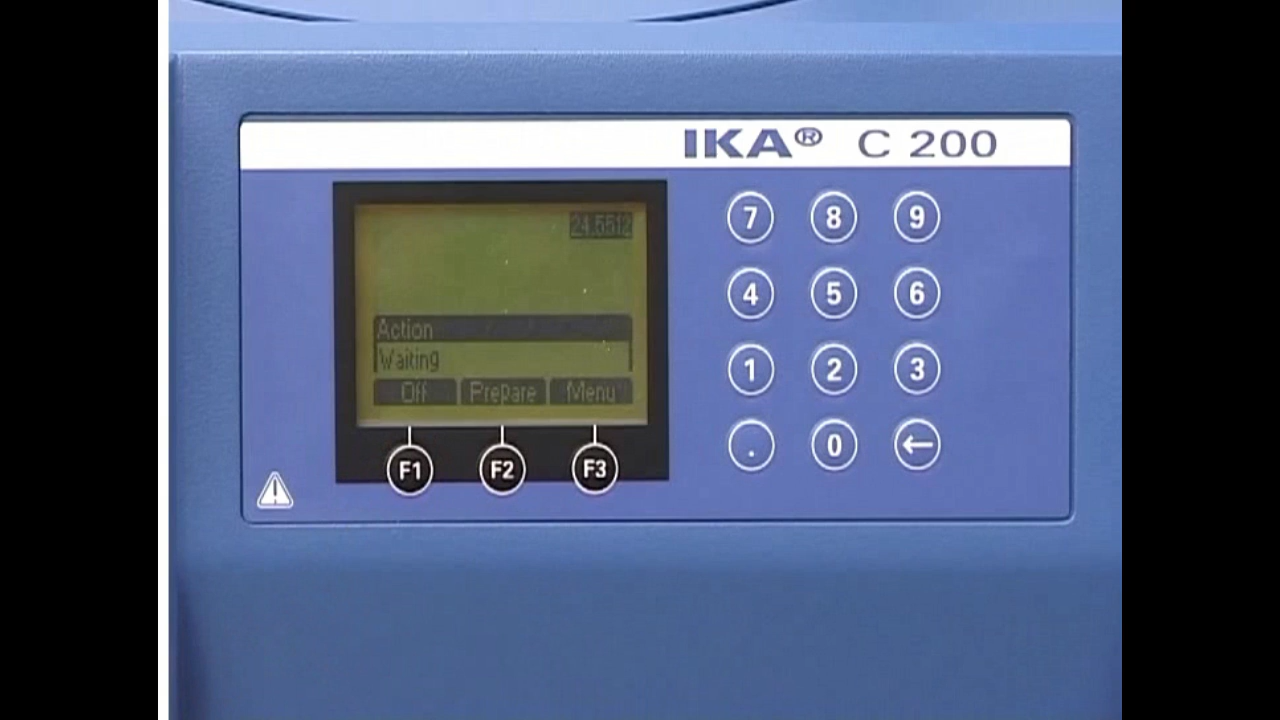 IKA® C 200
24.5512
Action
Waiting
Off Prepare Menu
F1 F2 F3
7 8 9
4 5 6
1 2 3
. 0 ←